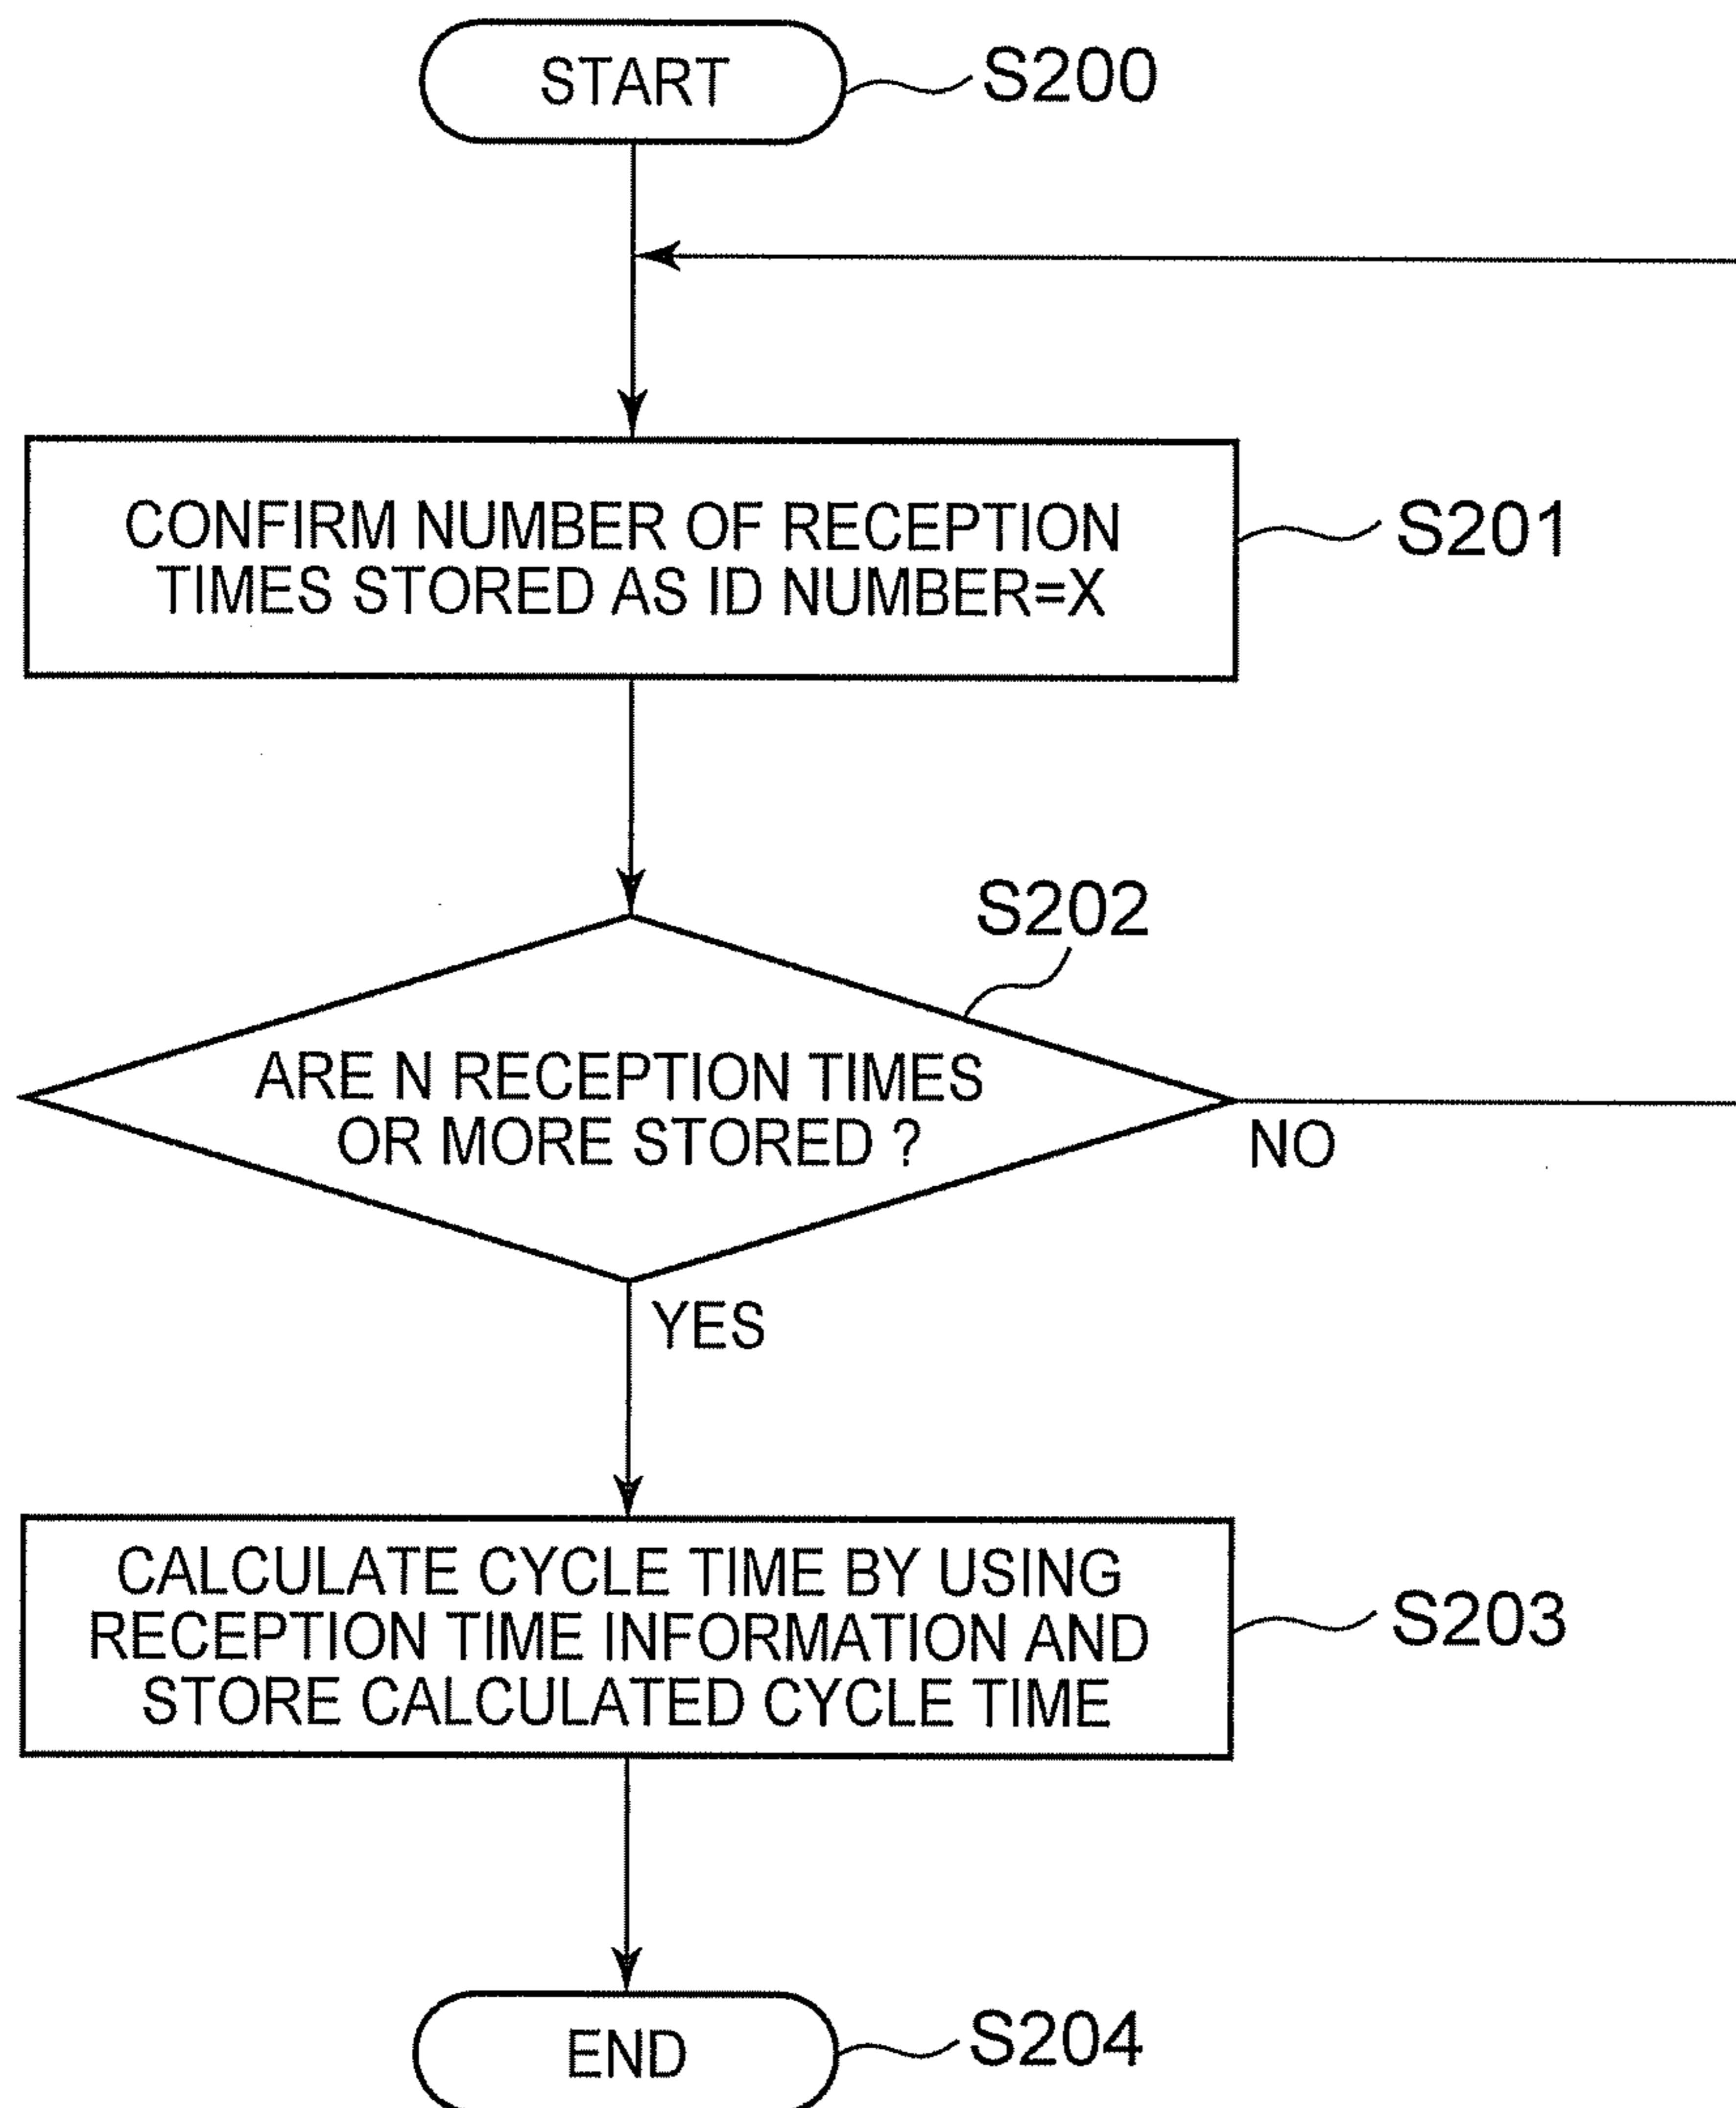 START
S200
CONFIRM NUMBER OF RECEPTION
TIMES STORED AS ID NUMBER=X
S201
S202
ARE N RECEPTION TIMES
OR MORE STORED ?
NO
YES
CALCULATE CYCLE TIME BY USING
RECEPTION TIME INFORMATION AND
STORE CALCULATED CYCLE TIME
S203
END
S204